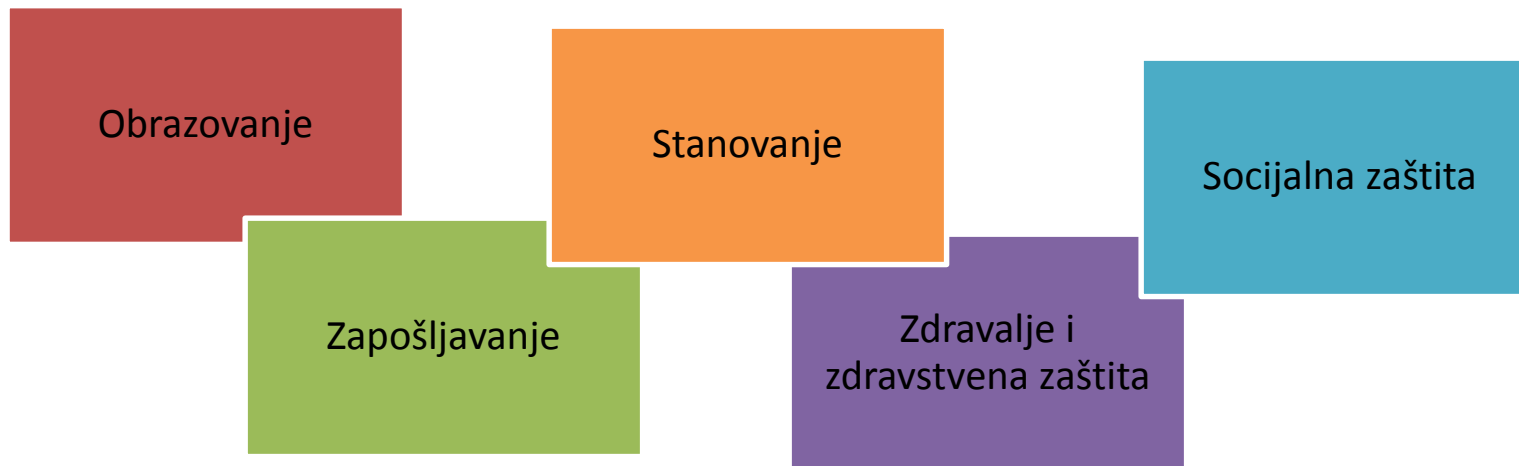 Obrazovanje
Zapošljavanje
Stanovanje
Zdravalje i
zdravstvena zaštita
Socijalna zaštita